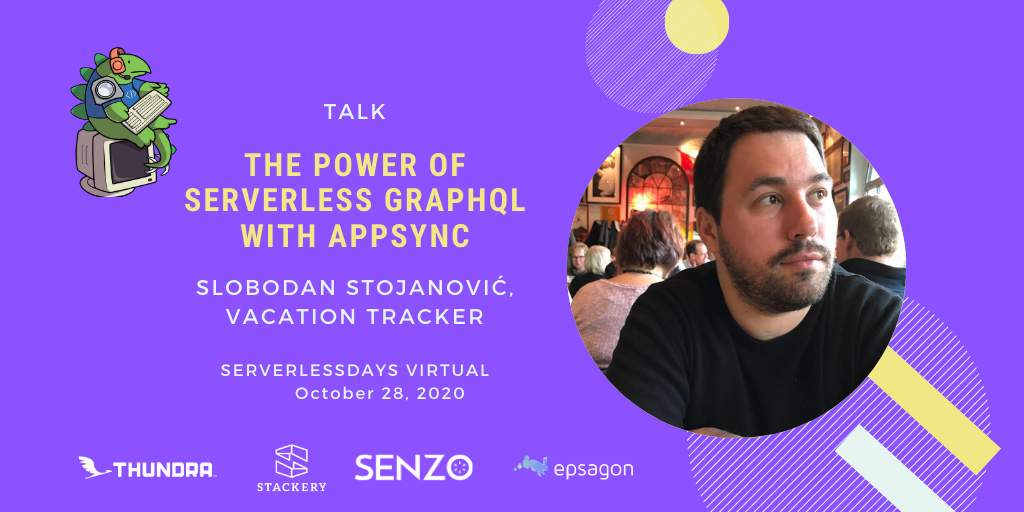 TALK
THE POWER OF
SERVERLESS GRAPHQL
WITH APPSYNC
SLOBODAN STOJANOVIĆ,
VACATION TRACKER
SERVERLESSDAYS VIRTUAL
October 28, 2020
THUNDRA
STACKERY
SENZO
epsagon